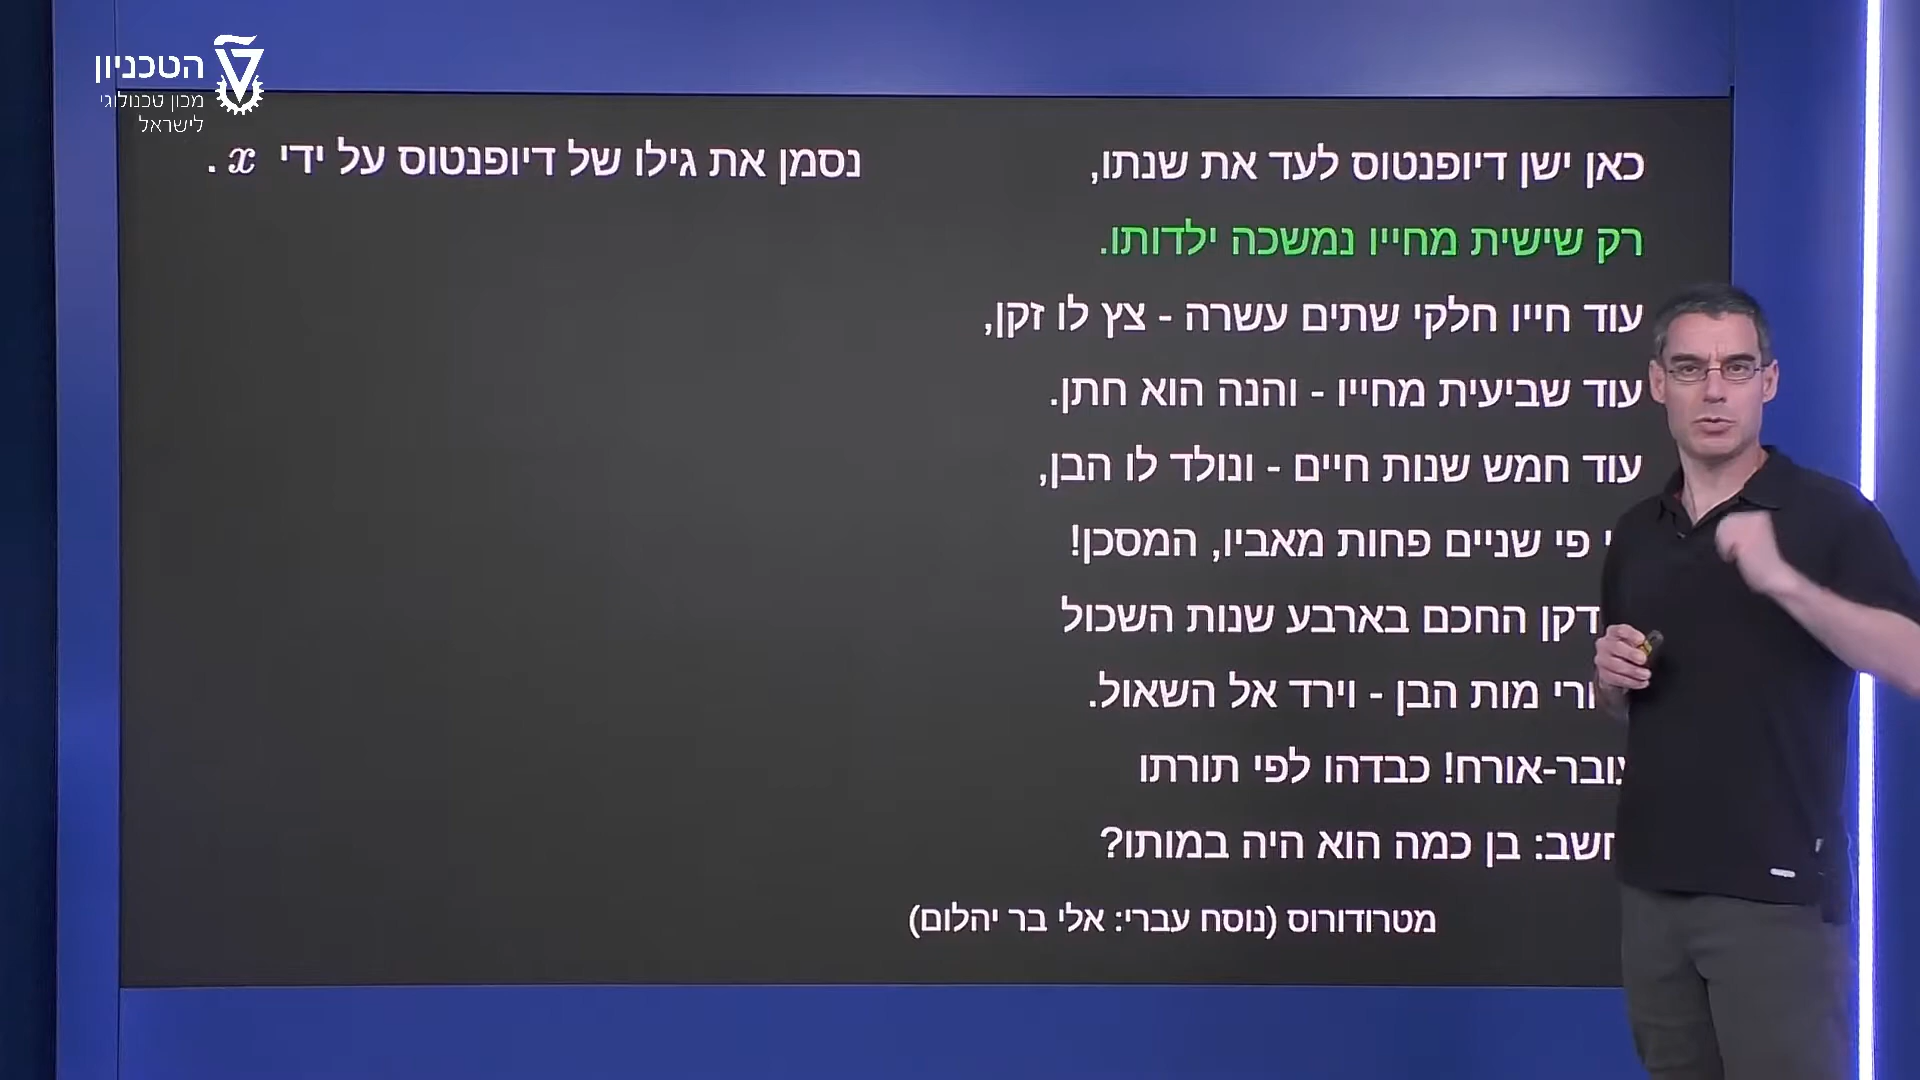 הטכניון
מכון טכנולוגי
לישראל
כאן ישן דיופנטוס לעד את שנתו,
רק שישית מחייו נמשכה ילדותו.
עוד חייו חלקי שתים עשרה - צץ לו זקן,
עוד שביעית מחייו - והנה הוא חתן.
עוד חמש שנות חיים - ונולד לו הבן,
פי שניים פחות מאביו, המסכן!
החכם בארבע שנות השכול
מות הבן - וירד אל השאול.
עובר-אורח! כבדהו לפי תורתו
בן כמה הוא היה במותו?
מטרודורוס (נוסח עברי: אלי בר יהלום)
נסמן את גילו של דיופנטוס על ידי x .